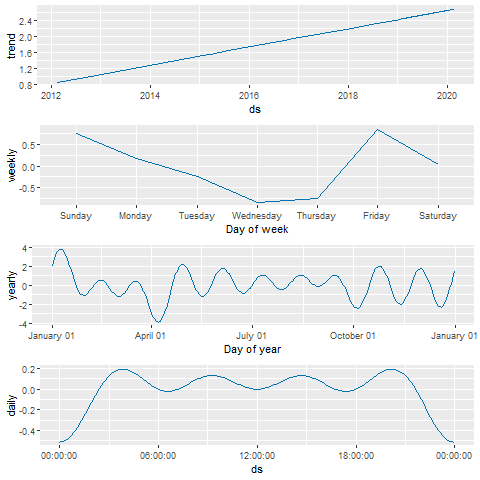 trend
2.4
2.0
1.6
1.2
0.8
2012 2014 2016 2018 2020
ds
weekly
0.5
0.0
-0.5
Sunday Monday Tuesday Wednesday Thursday Friday Saturday
Day of week
yearly
4
2
0
-2
-4
January 01 April 01 July 01 October 01 January 01
Day of year
daily
0.2
0.0
-0.2
-0.4
00:00:00 06:00:00 12:00:00 18:00:00 00:00:00
ds